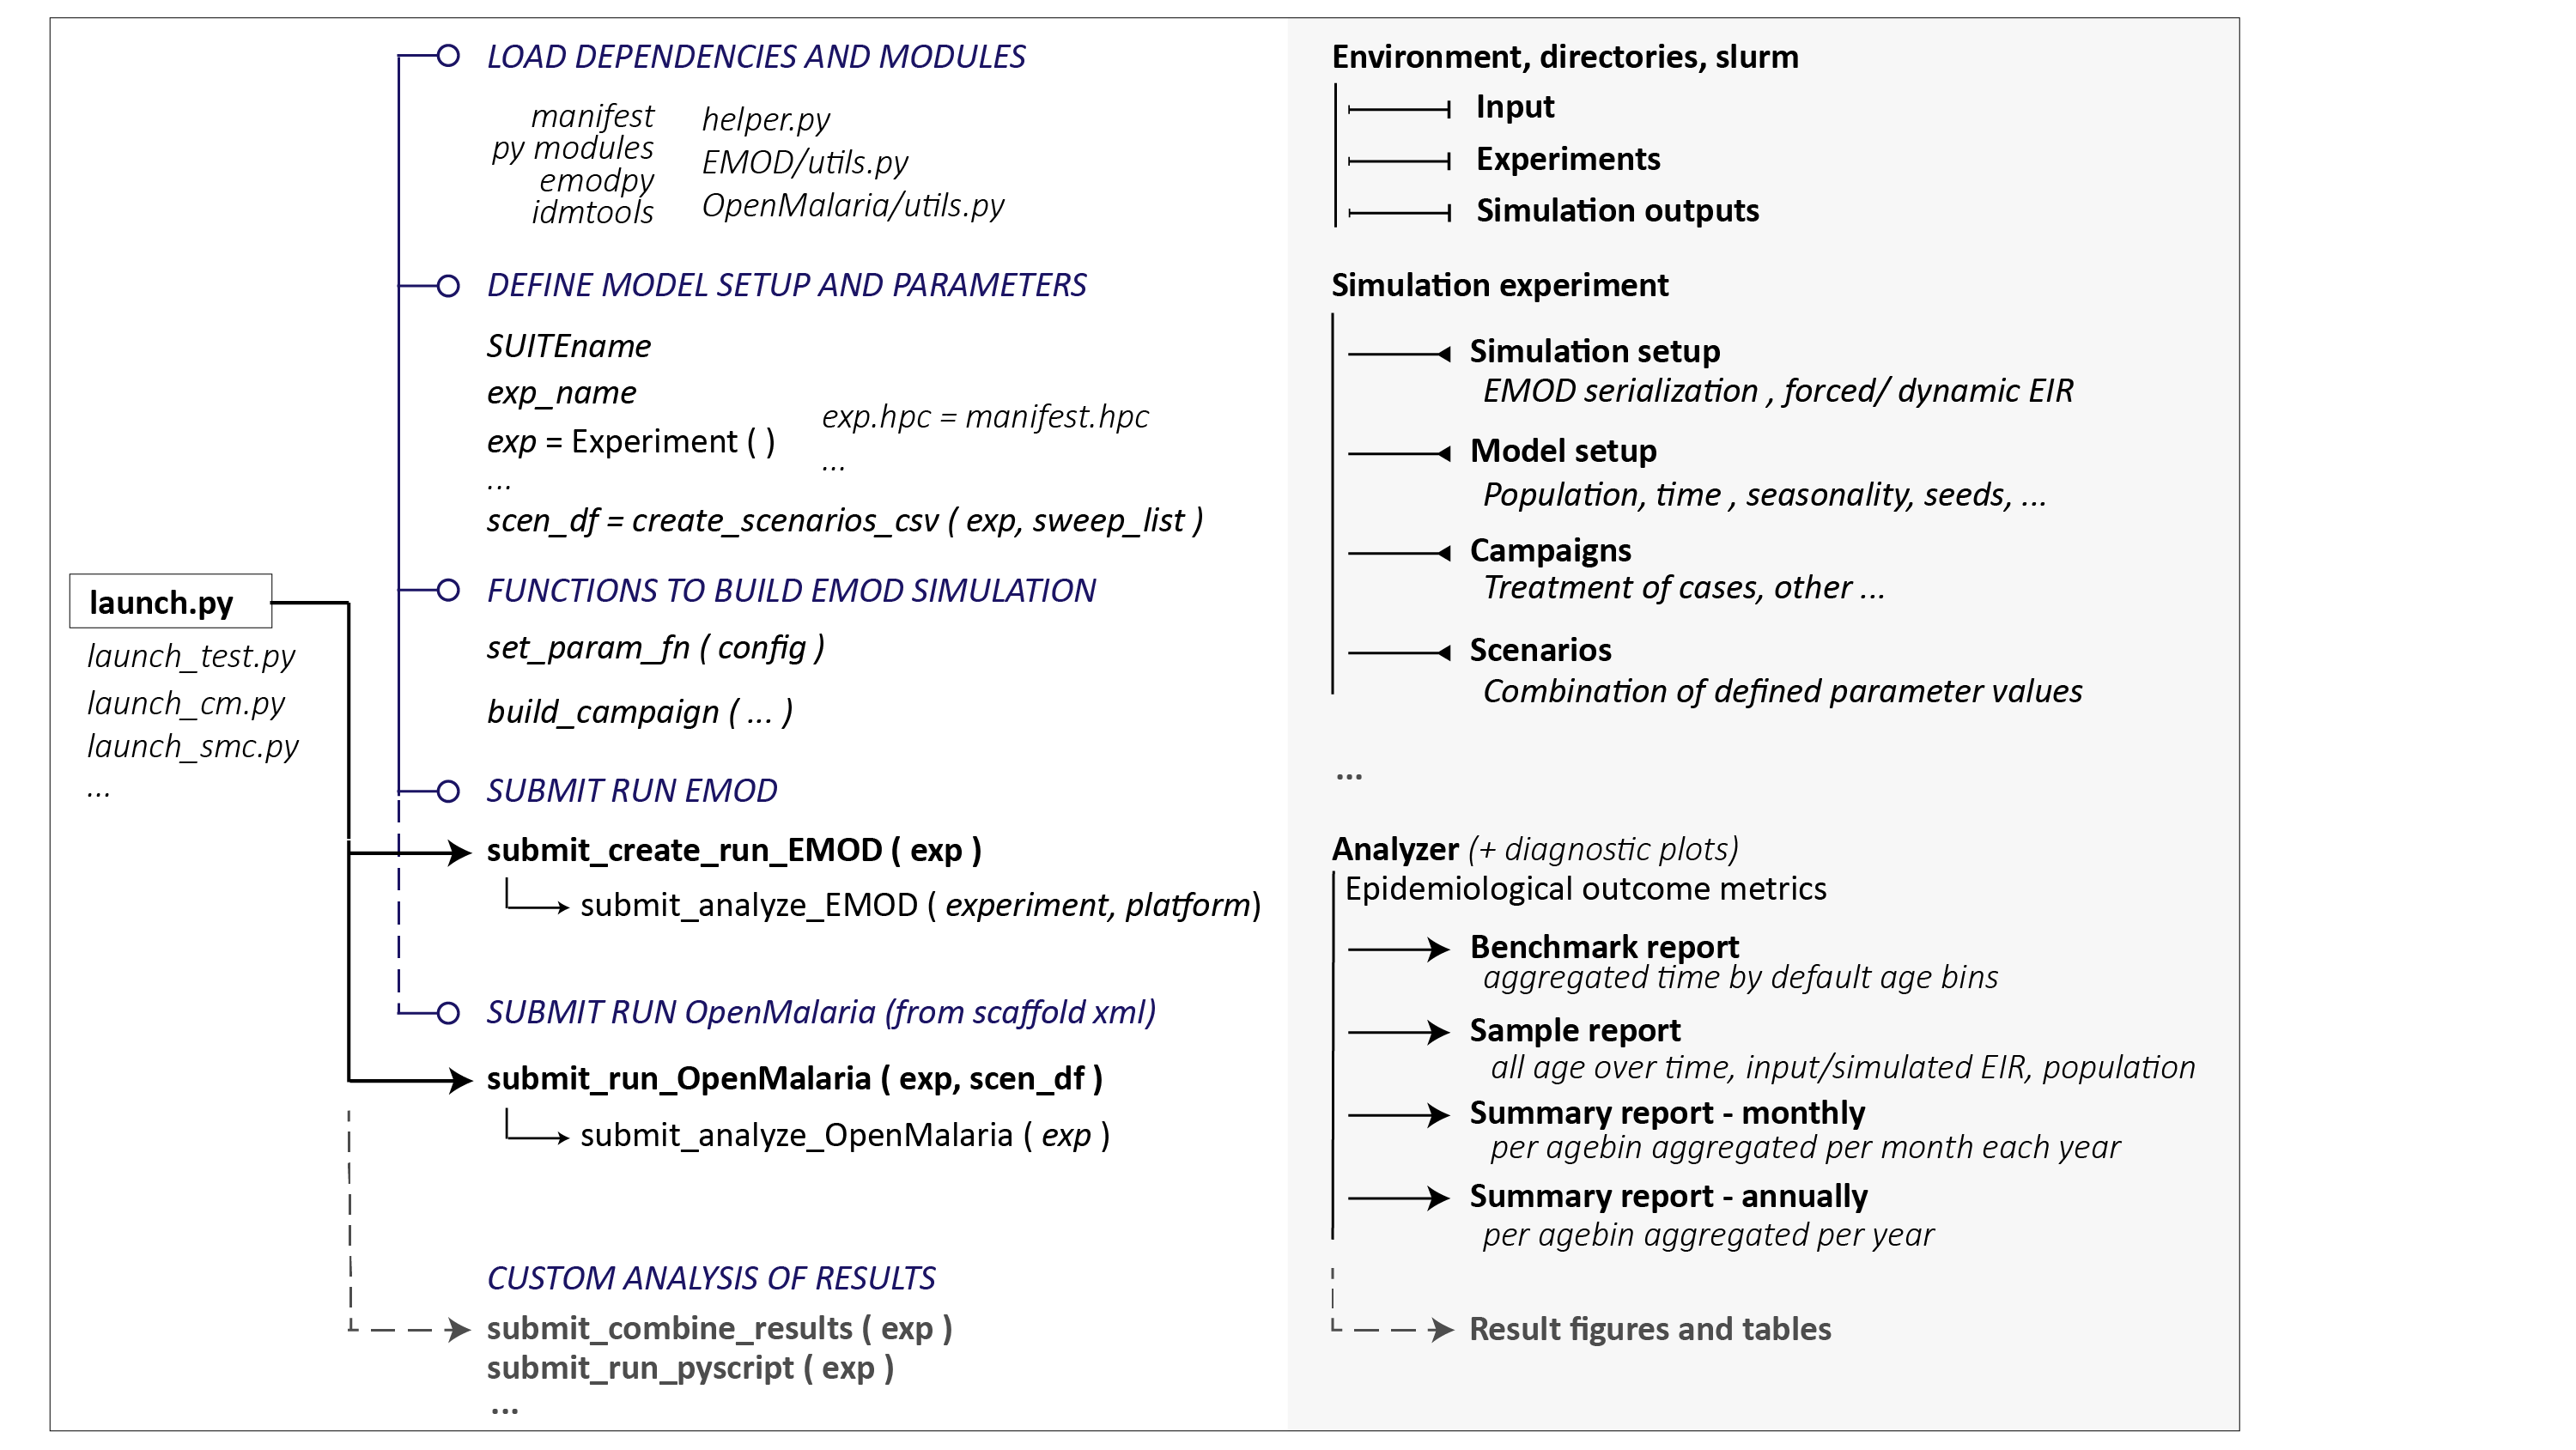 launch.py
launch_test.py
launch_cm.py
launch_smc.py
...
LOAD DEPENDENCIES AND MODULES
manifest
py modules
emodpy
idmtools
helper.py
EMOD/utils.py
OpenMalaria/utils.py
DEFINE MODEL SETUP AND PARAMETERS
SUITEname
exp_name
exp = Experiment ( )
...
exp.hpc = manifest.hpc
...
scen_df = create_scenarios_csv ( exp, sweep_list )
FUNCTIONS TO BUILD EMOD SIMULATION
set_param_fn ( config )
build_campaign ( ... )
SUBMIT RUN EMOD
submit_create_run_EMOD ( exp )
submit_analyze_EMOD ( experiment, platform)
SUBMIT RUN OpenMalaria (from scaffold xml)
submit_run_OpenMalaria ( exp, scen_df )
submit_analyze_OpenMalaria ( exp )
CUSTOM ANALYSIS OF RESULTS
submit_combine_results ( exp )
submit_run_pyscript ( exp )
...
Environment, directories, slurm
Input
Experiments
Simulation outputs
Simulation experiment
Simulation setup
EMOD serialization , forced/ dynamic EIR
Model setup
Population, time , seasonality, seeds, ...
Campaigns
Treatment of cases, other ...
Scenarios
Combination of defined parameter values
...
Analyzer (+ diagnostic plots)
Epidemiological outcome metrics
Benchmark report
aggregated time by default age bins
Sample report
all age over time, input/simulated EIR, population
Summary report - monthly
per agebin aggregated per month each year
Summary report - annually
per agebin aggregated per year
Result figures and tables